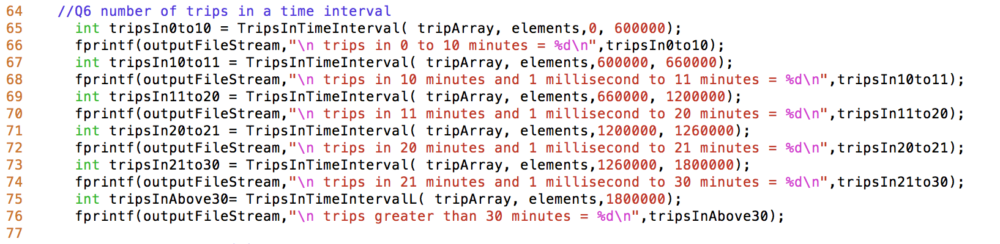 64 //Q6 number of trips in a time interval
65 int tripsIn0to10 = TripsInTimeInterval( tripArray, elements,0, 600000);
66 fprintf(outputFileStream,"\n trips in 0 to 10 minutes = %d\n",tripsIn0to10);
67 int tripsIn10to11 = TripsInTimeInterval( tripArray, elements,600000, 660000);
68 fprintf(outputFileStream,"\n trips in 10 minutes and 1 millisecond to 11 minutes = %d\n",tripsIn10to11);
69 int tripsIn11to20 = TripsInTimeInterval( tripArray, elements,660000, 1200000);
70 fprintf(outputFileStream,"\n trips in 11 minutes and 1 millisecond to 20 minutes = %d\n",tripsIn11to20);
71 int tripsIn20to21 = TripsInTimeInterval( tripArray, elements,1200000, 1260000);
72 fprintf(outputFileStream,"\n trips in 20 minutes and 1 millisecond to 21 minutes = %d\n",tripsIn20to21);
73 int tripsIn21to30 = TripsInTimeInterval( tripArray, elements,1260000, 1800000);
74 fprintf(outputFileStream,"\n trips in 21 minutes and 1 millisecond to 30 minutes = %d\n",tripsIn21to30);
75 int tripsInAbove30= TripsInTimeIntervalL( tripArray, elements,1800000);
76 fprintf(outputFileStream,"\n trips greater than 30 minutes = %d\n",tripsInAbove30);
77